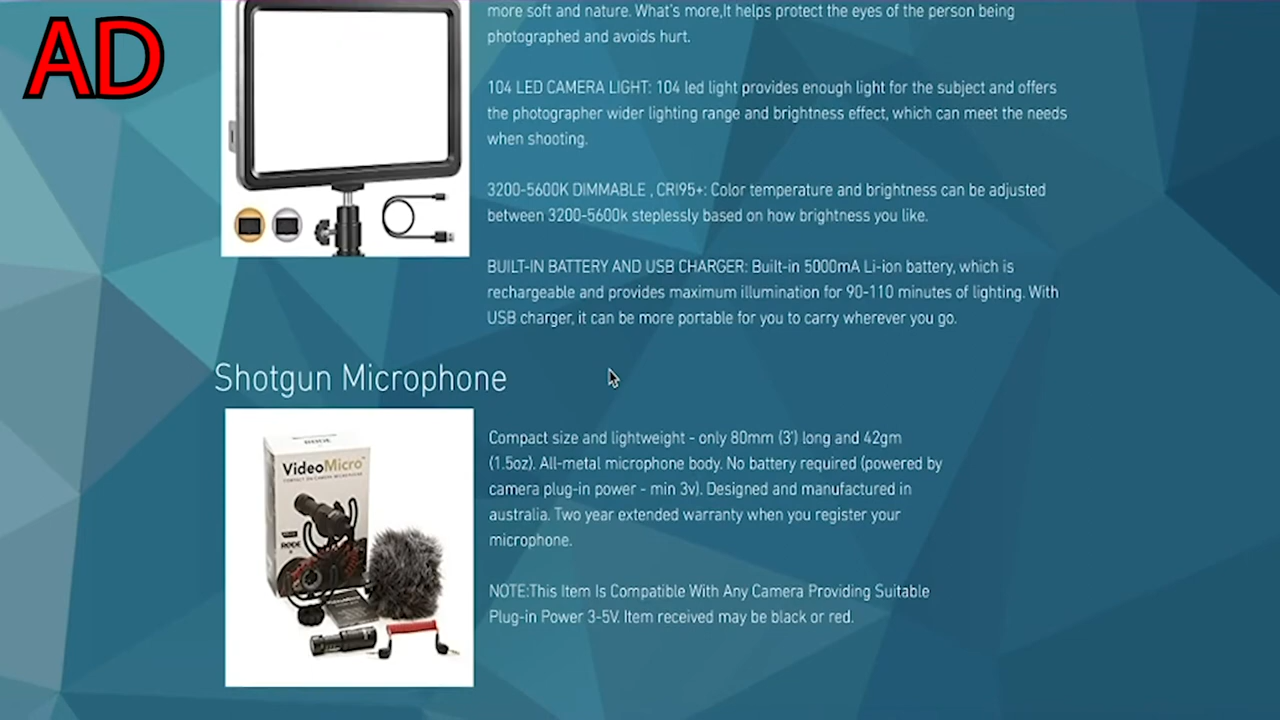 AD
more soft and nature. What's more,It helps protect the eyes of the person being
photographed and avoids hurt.
104 LED CAMERA LIGHT: 104 led light provides enough light for the subject and offers
the photographer wider lighting range and brightness effect, which can meet the needs
when shooting.
3200-5600K DIMMABLE , CRI95+: Color temperature and brightness can be adjusted
between 3200-5600k steplessly based on how brightness you like.
BUILT-IN BATTERY AND USB CHARGER: Built-in 5000mA Li-ion battery, which is
rechargeable and provides maximum illumination for 90-110 minutes of lighting. With
USB charger, it can be more portable for you to carry wherever you go.
Shotgun Microphone
RODE
VideoMicro™
COMPACT ON-CAMERA MICROPHONE
RODE
Compact size and lightweight - only 80mm (3') long and 42gm
(1.5oz). All-metal microphone body. No battery required (powered by
camera plug-in power - min 3v). Designed and manufactured in
australia. Two year extended warranty when you register your
microphone.
NOTE:This Item Is Compatible With Any Camera Providing Suitable
Plug-in Power 3-5V. Item received may be black or red.